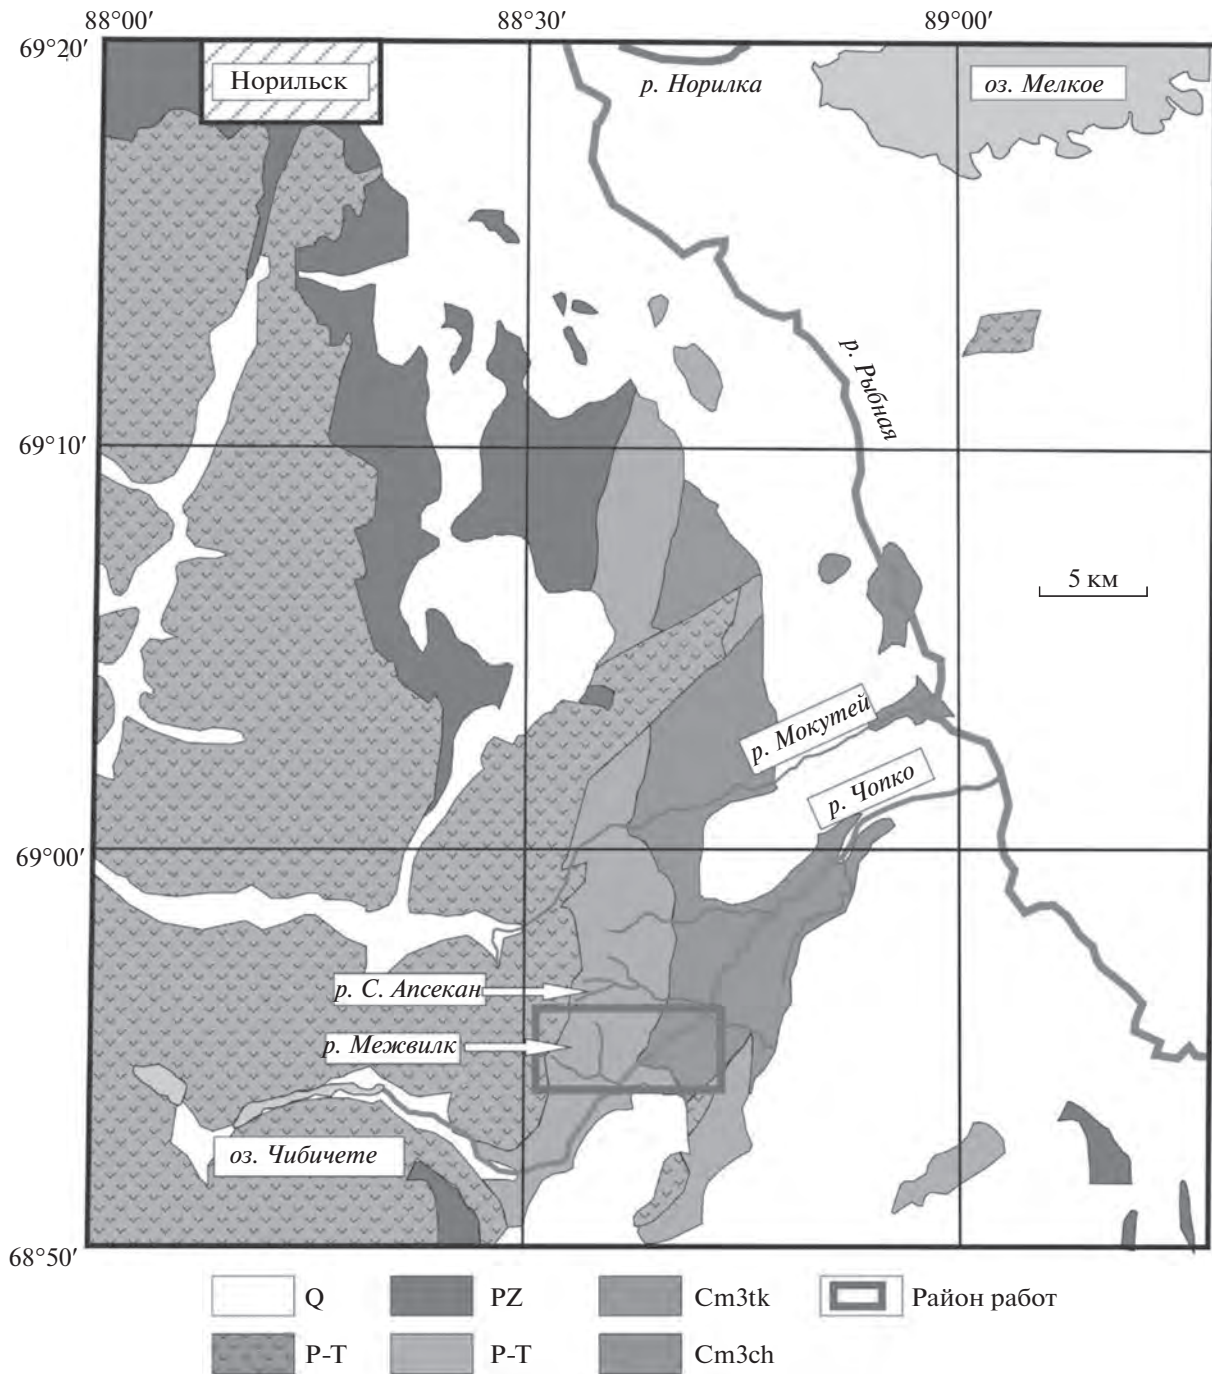 88°00′ 88°30′ 89°00′
69°20′
Норильск
р. Норилка
оз. Мелкое
р. Рыбная
69°10′
5 км
р. Мокутей
р. Чопко
69°00′
р. С. Апсекан
р. Межвилк
оз. Чибичете
68°50′
Q PZ Cm3tk Район работ
P-T P-T Cm3ch